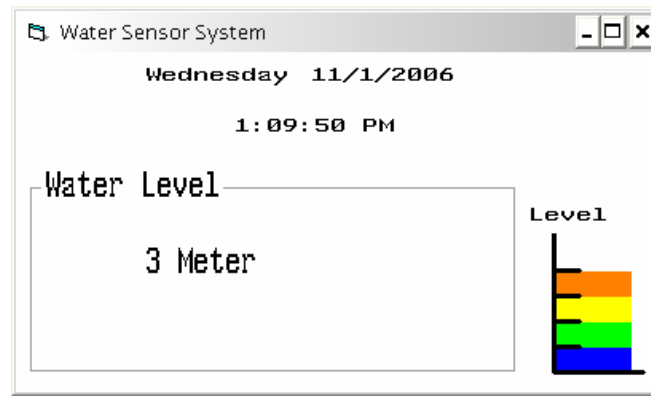 Water Sensor System
Wednesday 11/1/2006
1:09:50 PM
Water Level
3 Meter
Level